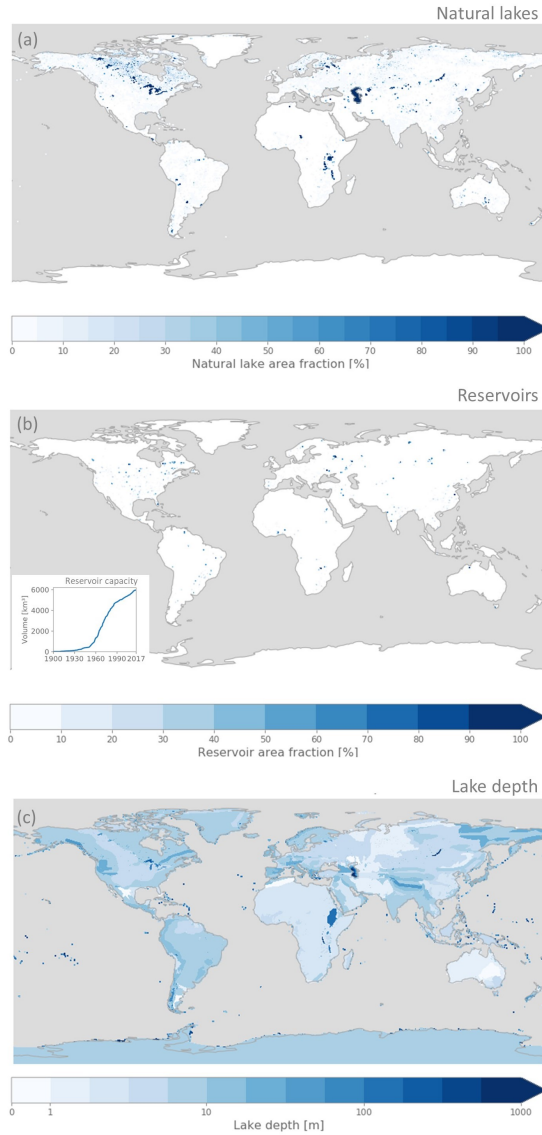 Natural lakes
(a)
0 10 20 30 40 50 60 70 80 90 100
Natural lake area fraction [%]
Reservoirs
(b)
Reservoir capacity
6000
4000
2000
0
Volume [km³]
1900 1930 1960 1990 2017
0 10 20 30 40 50 60 70 80 90 100
Reservoir area fraction [%]
Lake depth
(c)
0 1 10 100 1000
Lake depth [m]